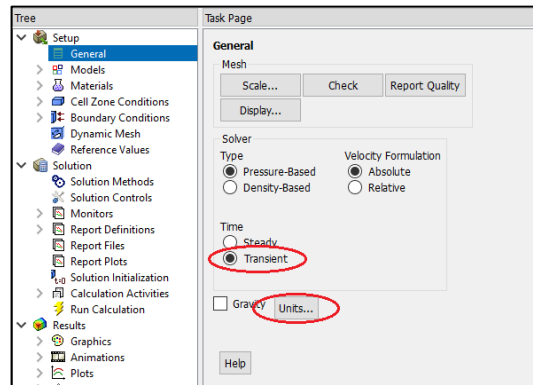 Tree
Setup
General
Models
Materials
Cell Zone Conditions
Boundary Conditions
Dynamic Mesh
Reference Values
Solution
Solution Methods
Solution Controls
Monitors
Report Definitions
Report Files
Report Plots
t=0 Solution Initialization
Calculation Activities
Run Calculation
Results
Graphics
Animations
Plots
Task Page
General
Mesh
Scale... Check Report Quality
Display...
Solver
Type Velocity Formulation
Pressure-Based Absolute
Density-Based Relative
Time
Steady
Transient
Gravity Units...
Help